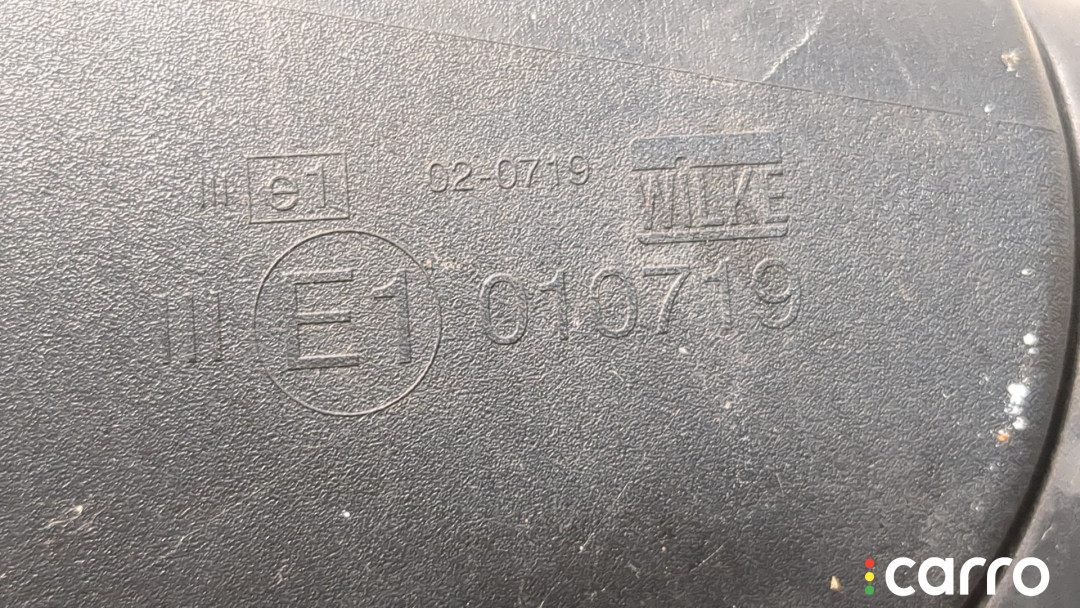 III e1 02-0719 WILKE
III E1 010719
carro